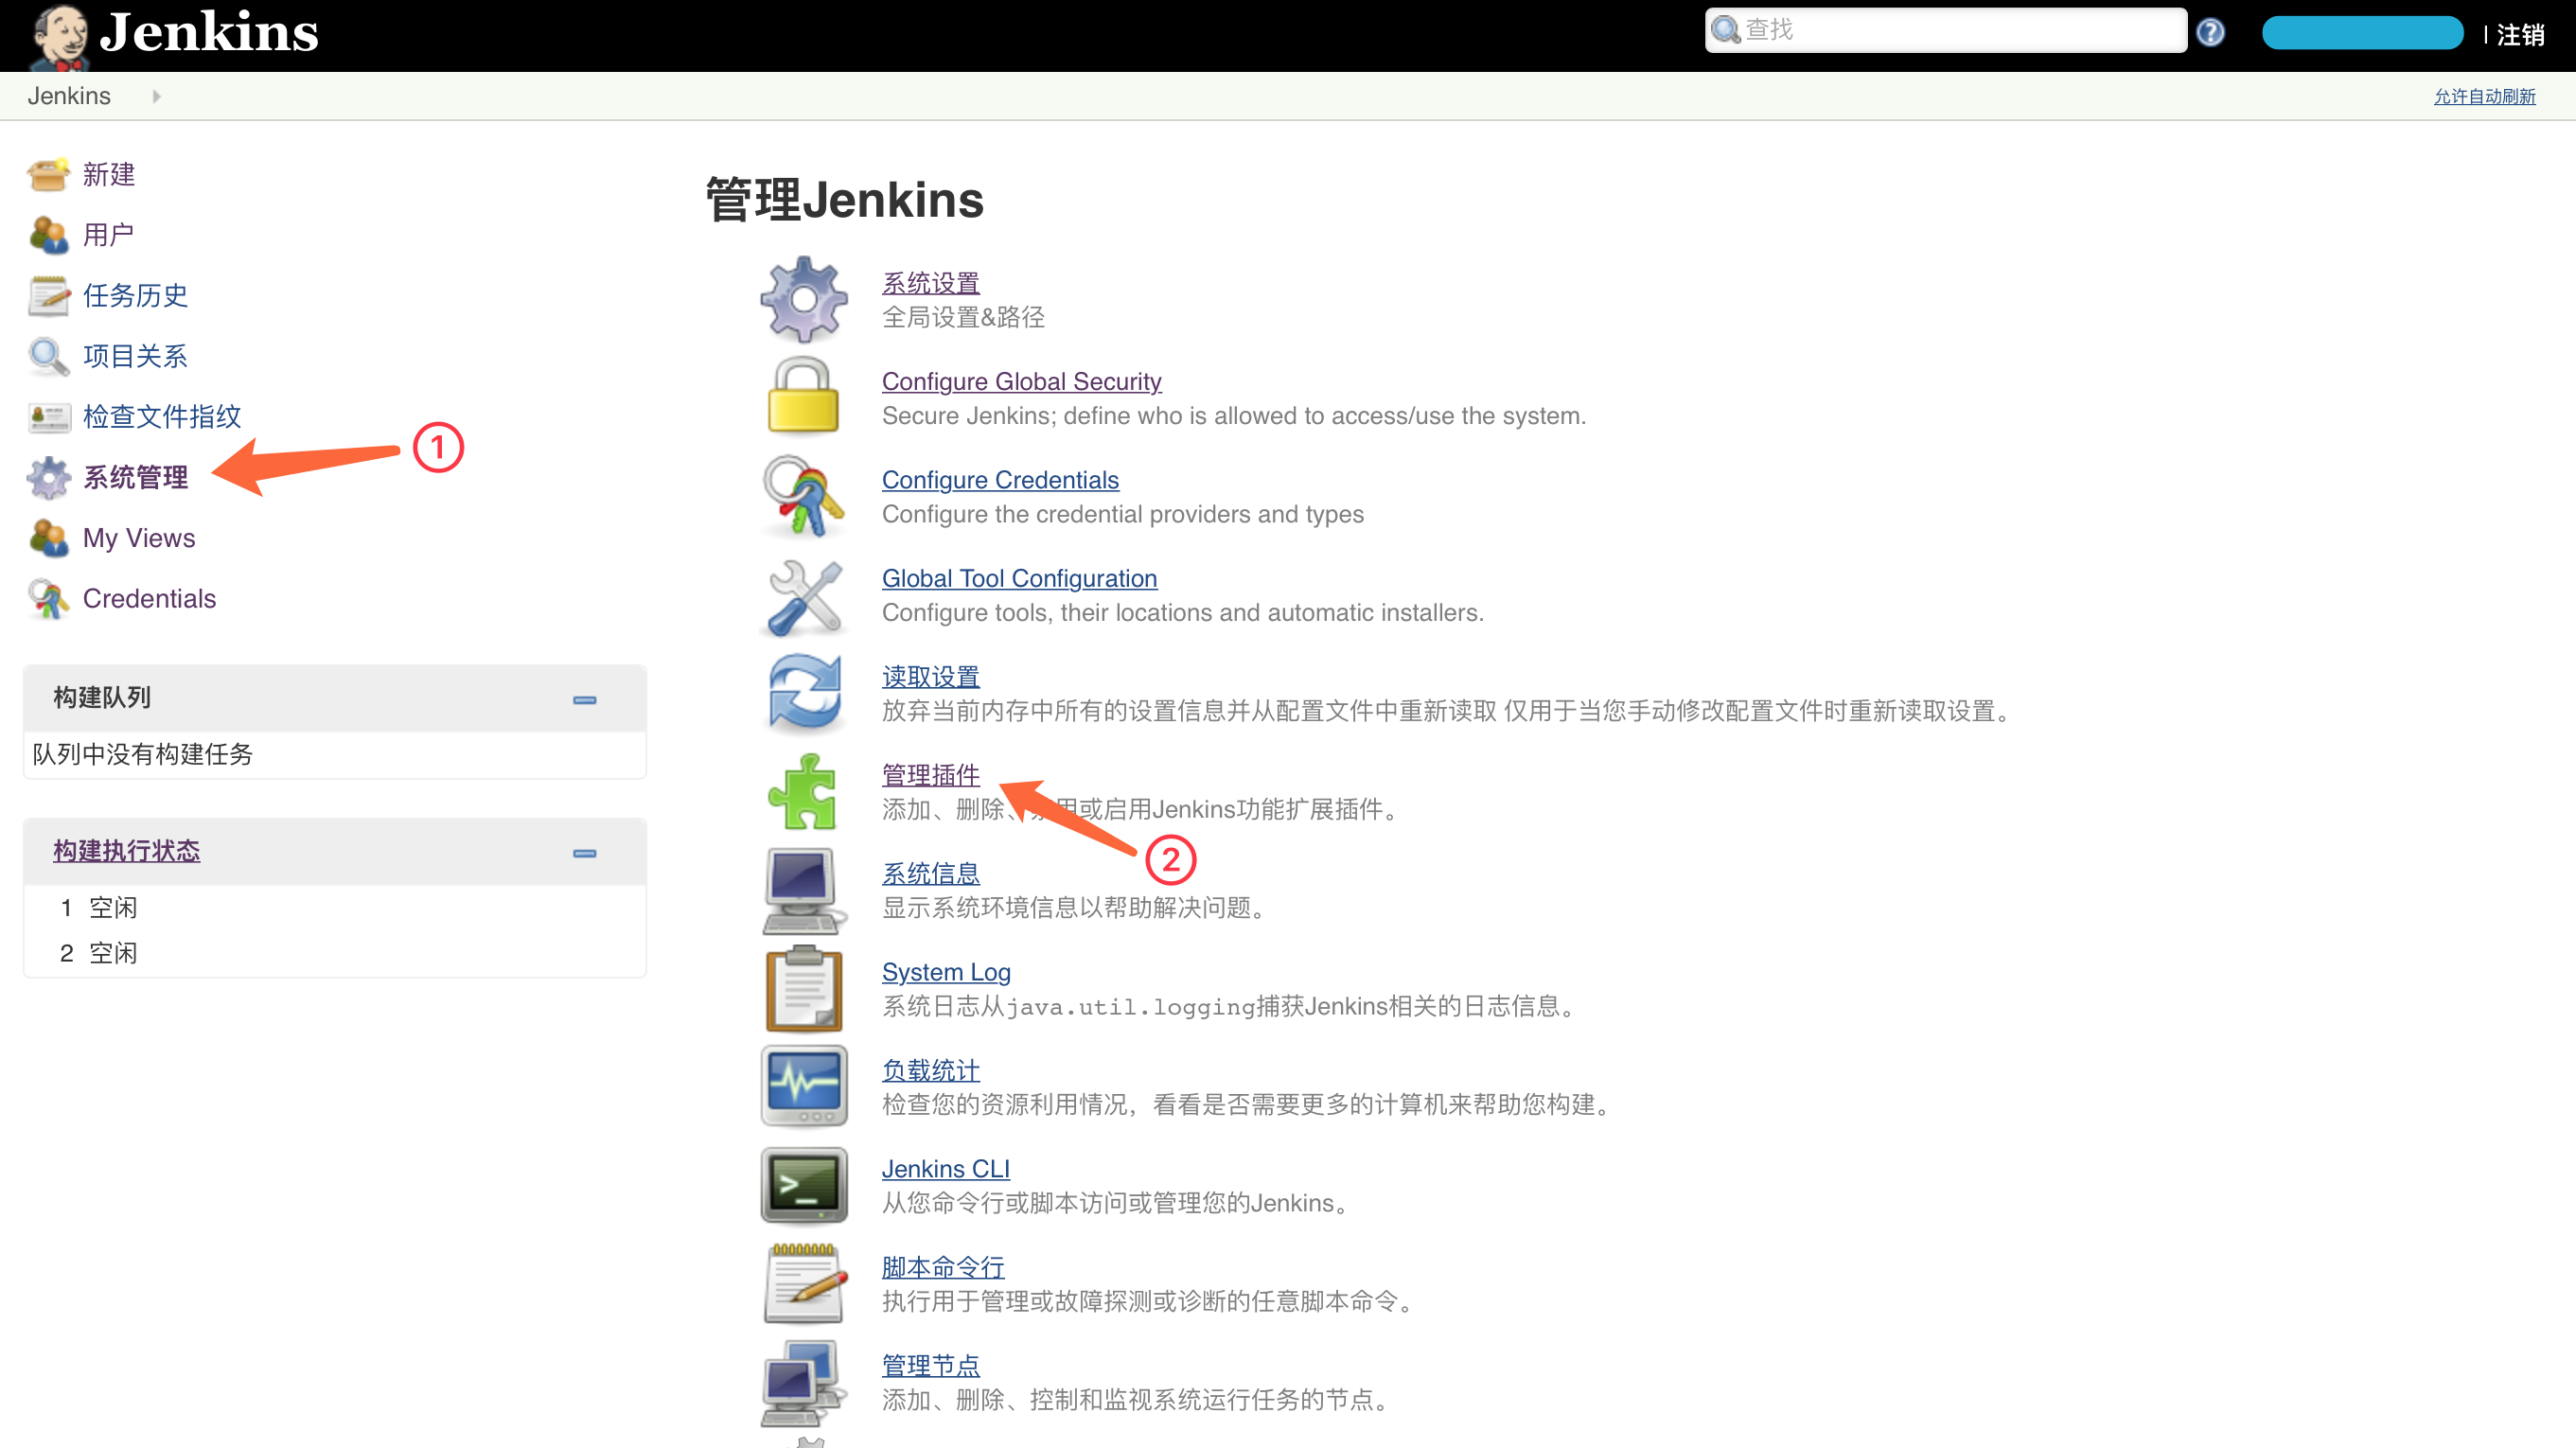 Jenkins
查找
注销
Jenkins
允许自动刷新
新建
用户
任务历史
项目关系
检查文件指纹
系统管理
1
My Views
Credentials
构建队列
队列中没有构建任务
构建执行状态
1 空闲
2 空闲
管理Jenkins
系统设置
全局设置&路径
Configure Global Security
Secure Jenkins; define who is allowed to access/use the system.
Configure Credentials
Configure the credential providers and types
Global Tool Configuration
Configure tools, their locations and automatic installers.
读取设置
放弃当前内存中所有的设置信息并从配置文件中重新读取 仅用于当您手动修改配置文件时重新读取设置。
管理插件
添加、删除、禁用或启用Jenkins功能扩展插件。
2
系统信息
显示系统环境信息以帮助解决问题。
System Log
系统日志从java.util.logging捕获Jenkins相关的日志信息。
负载统计
检查您的资源利用情况，看看是否需要更多的计算机来帮助您构建。
Jenkins CLI
从您命令行或脚本访问或管理您的Jenkins。
脚本命令行
执行用于管理或故障探测或诊断的任意脚本命令。
管理节点
添加、删除、控制和监视系统运行任务的节点。